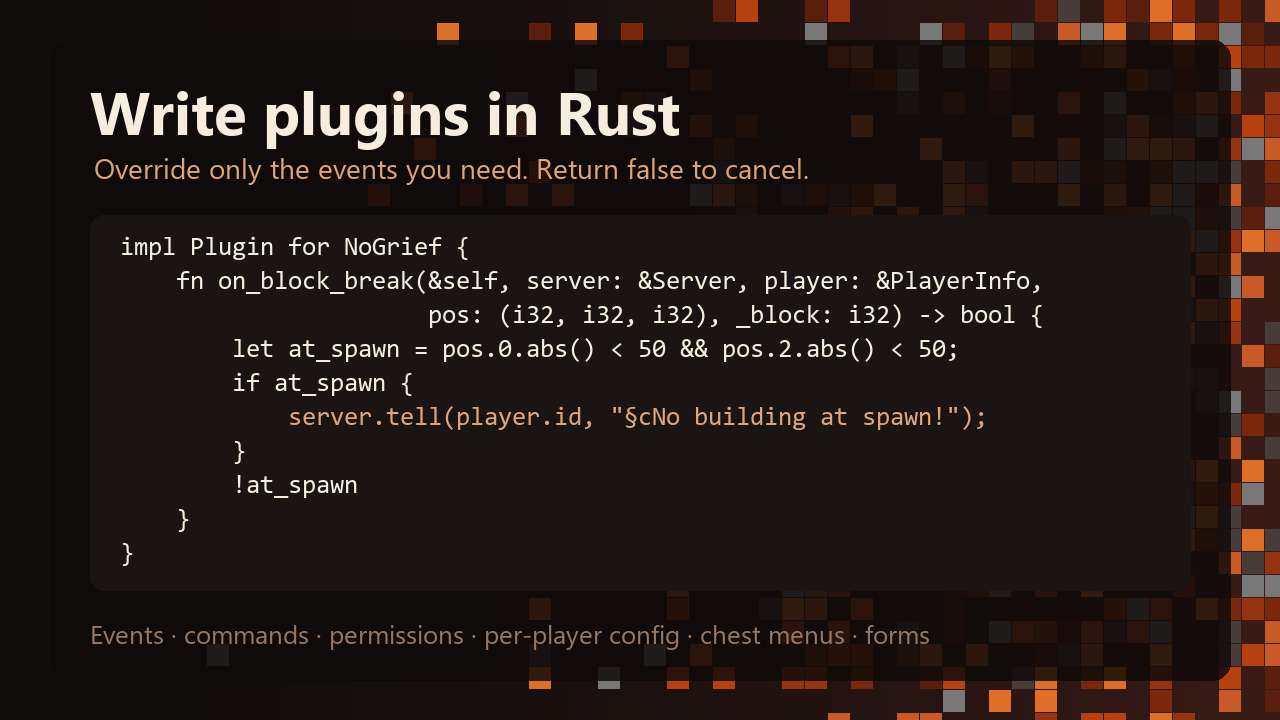 Write plugins in Rust
Override only the events you need. Return false to cancel.
impl Plugin for NoGrief {
    fn on_block_break(&self, server: &Server, player: &PlayerInfo,
                      pos: (i32, i32, i32), _block: i32) -> bool {
        let at_spawn = pos.0.abs() < 50 && pos.2.abs() < 50;
        if at_spawn {
            server.tell(player.id, "§cNo building at spawn!");
        }
        !at_spawn
    }
}
Events · commands · permissions · per-player config · chest menus · forms